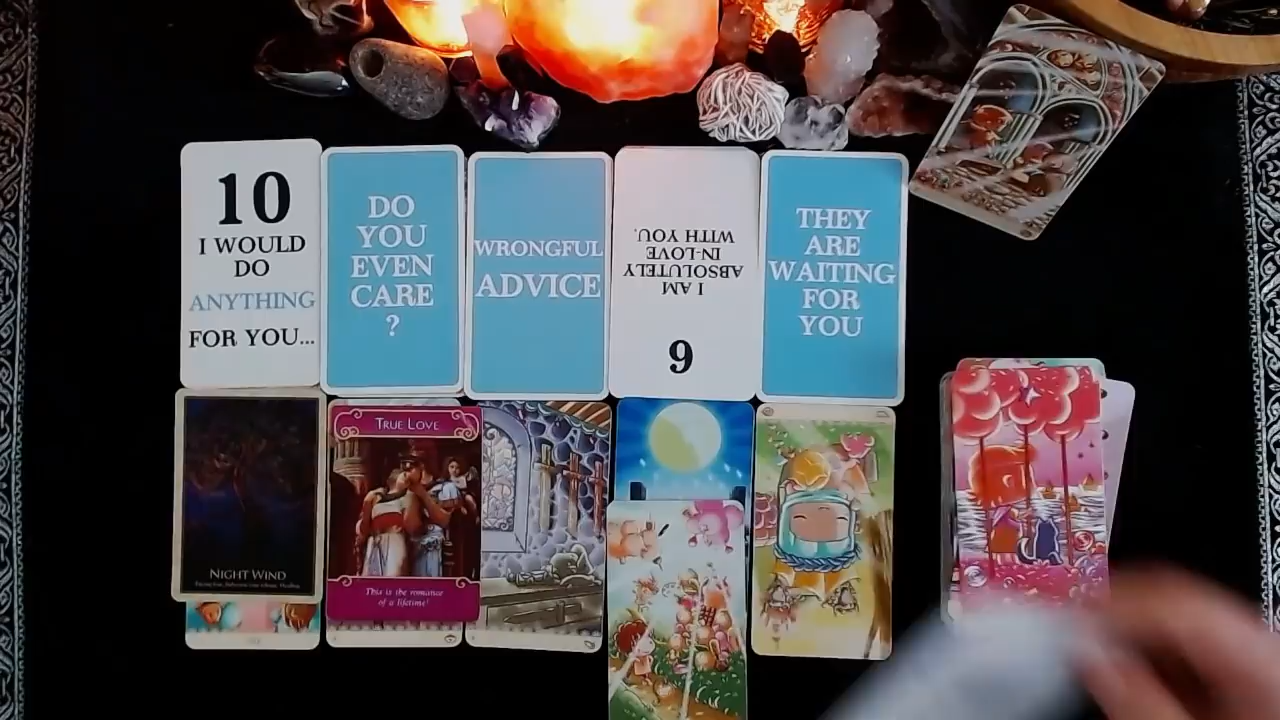 10
I WOULD
DO
ANYTHING
FOR YOU...
DO
YOU
EVEN
CARE
?
WRONGFUL
ADVICE
I AM
ABSOLUTELY
IN-LOVE
WITH YOU.
9
THEY
ARE
WAITING
FOR
YOU
NIGHT WIND
TRUE LOVE
This is the romance
of a lifetime!